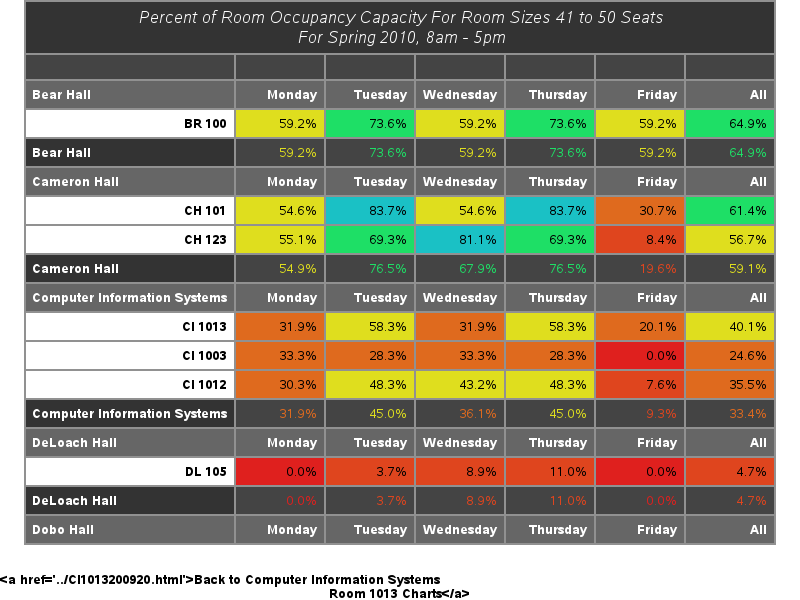 Percent of Room Occupancy Capacity For Room Sizes 41 to 50 Seats
For Spring 2010, 8am - 5pm
Bear Hall Monday Tuesday Wednesday Thursday Friday All
BR 100 59.2% 73.6% 59.2% 73.6% 59.2% 64.9%
Bear Hall 59.2% 73.6% 59.2% 73.6% 59.2% 64.9%
Cameron Hall Monday Tuesday Wednesday Thursday Friday All
CH 101 54.6% 83.7% 54.6% 83.7% 30.7% 61.4%
CH 123 55.1% 69.3% 81.1% 69.3% 8.4% 56.7%
Cameron Hall 54.9% 76.5% 67.9% 76.5% 19.6% 59.1%
Computer Information Systems Monday Tuesday Wednesday Thursday Friday All
CI 1013 31.9% 58.3% 31.9% 58.3% 20.1% 40.1%
CI 1003 33.3% 28.3% 33.3% 28.3% 0.0% 24.6%
CI 1012 30.3% 48.3% 43.2% 48.3% 7.6% 35.5%
Computer Information Systems 31.9% 45.0% 36.1% 45.0% 9.3% 33.4%
DeLoach Hall Monday Tuesday Wednesday Thursday Friday All
DL 105 0.0% 3.7% 8.9% 11.0% 0.0% 4.7%
DeLoach Hall 0.0% 3.7% 8.9% 11.0% 0.0% 4.7%
Dobo Hall Monday Tuesday Wednesday Thursday Friday All
<a href='../CI1013200920.html'>Back to Computer Information Systems
Room 1013 Charts</a>